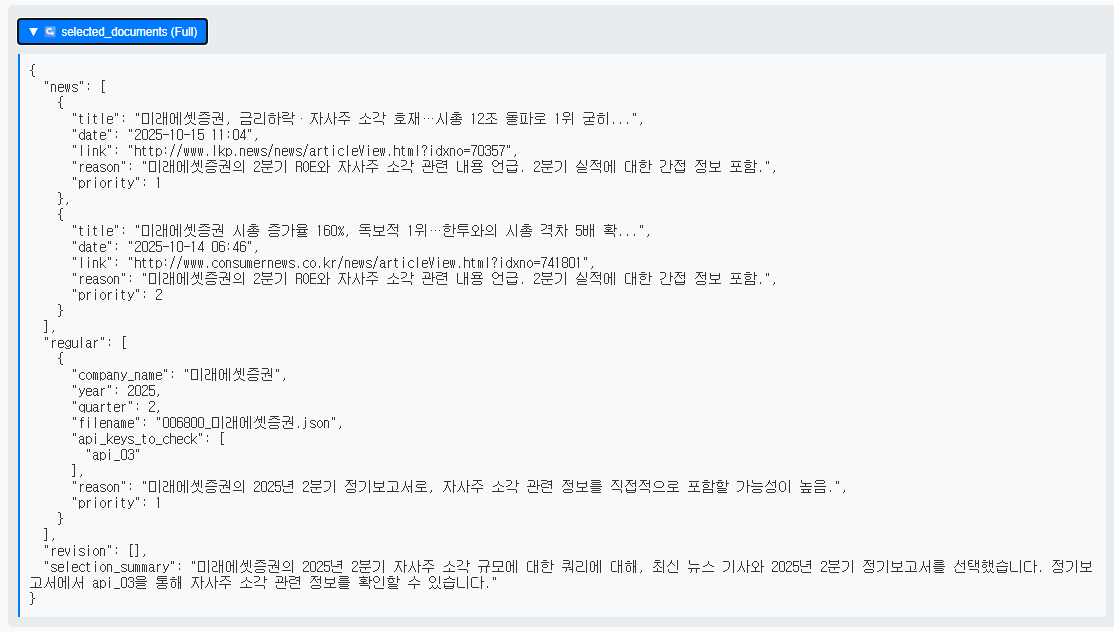 ▼ selected_documents (Full)
{
  "news": [
    {
      "title": "미래에셋증권, 금리하락·자사주 소각 호재…시총 12조 돌파로 1위 굳히...",
      "date": "2025-10-15 11:04",
      "link": "http://www.lkp.news/news/articleView.html?idxno=70357",
      "reason": "미래에셋증권의 2분기 ROE와 자사주 소각 관련 내용 언급. 2분기 실적에 대한 간접 정보 포함.",
      "priority": 1
    },
    {
      "title": "미래에셋증권 시총 증가율 160%, 독보적 1위…한투와의 시총 격차 5배 확...",
      "date": "2025-10-14 06:46",
      "link": "http://www.consumernews.co.kr/news/articleView.html?idxno=741801",
      "reason": "미래에셋증권의 2분기 ROE와 자사주 소각 관련 내용 언급. 2분기 실적에 대한 간접 정보 포함.",
      "priority": 2
    }
  ],
  "regular": [
    {
      "company_name": "미래에셋증권",
      "year": 2025,
      "quarter": 2,
      "filename": "006800_미래에셋증권.json",
      "api_keys_to_check": [
        "api_03"
      ],
      "reason": "미래에셋증권의 2025년 2분기 정기보고서로, 자사주 소각 관련 정보를 직접적으로 포함할 가능성이 높음.",
      "priority": 1
    }
  ],
  "revision": [],
  "selection_summary": "미래에셋증권의 2025년 2분기 자사주 소각 규모에 대한 쿼리에 대해, 최신 뉴스 기사와 2025년 2분기 정기보고서를 선택했습니다. 정기보
고서에서 api_03을 통해 자사주 소각 관련 정보를 확인할 수 있습니다."
}